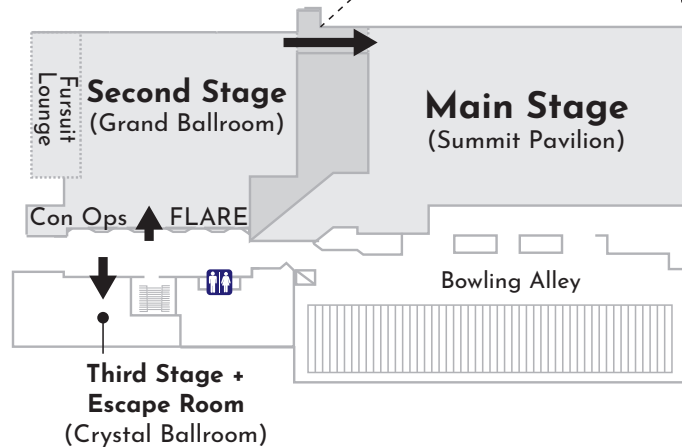 Fursuit
Lounge
Second Stage
(Grand Ballroom)
Main Stage
(Summit Pavilion)
Con Ops
FLARE
Bowling Alley
Third Stage +
Escape Room
(Crystal Ballroom)